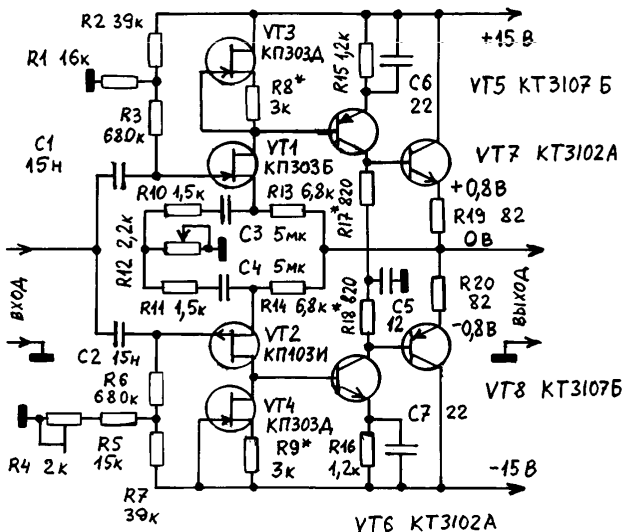 R2 39к
R1 16к
R3
680к
C1
15н
VT3
КП303Д
R8*
3к
VT1
КП303Б
R15 1,2к
C6
22
+15 В
VT5 КТ3107 Б
VT7 КТ3102А
+0,8В
R19 82
0В
R10 1,5к
R13 6,8к
C3 5мк
R12 2,2к
C4 5мк
R11 1,5к
R14 6,8к
R17* 820
R18* 820
C5
12
R20
82
-0,8В
ВХОД
ВЫХОД
C2 15н
VT2
КП103И
R6
680к
VT4
КП303Д
R9*
3к
R16
1,2к
C7 22
VT8 КТ3107Б
R4 2к
R5
15к
R7
39к
-15 В
VT6 КТ3102А